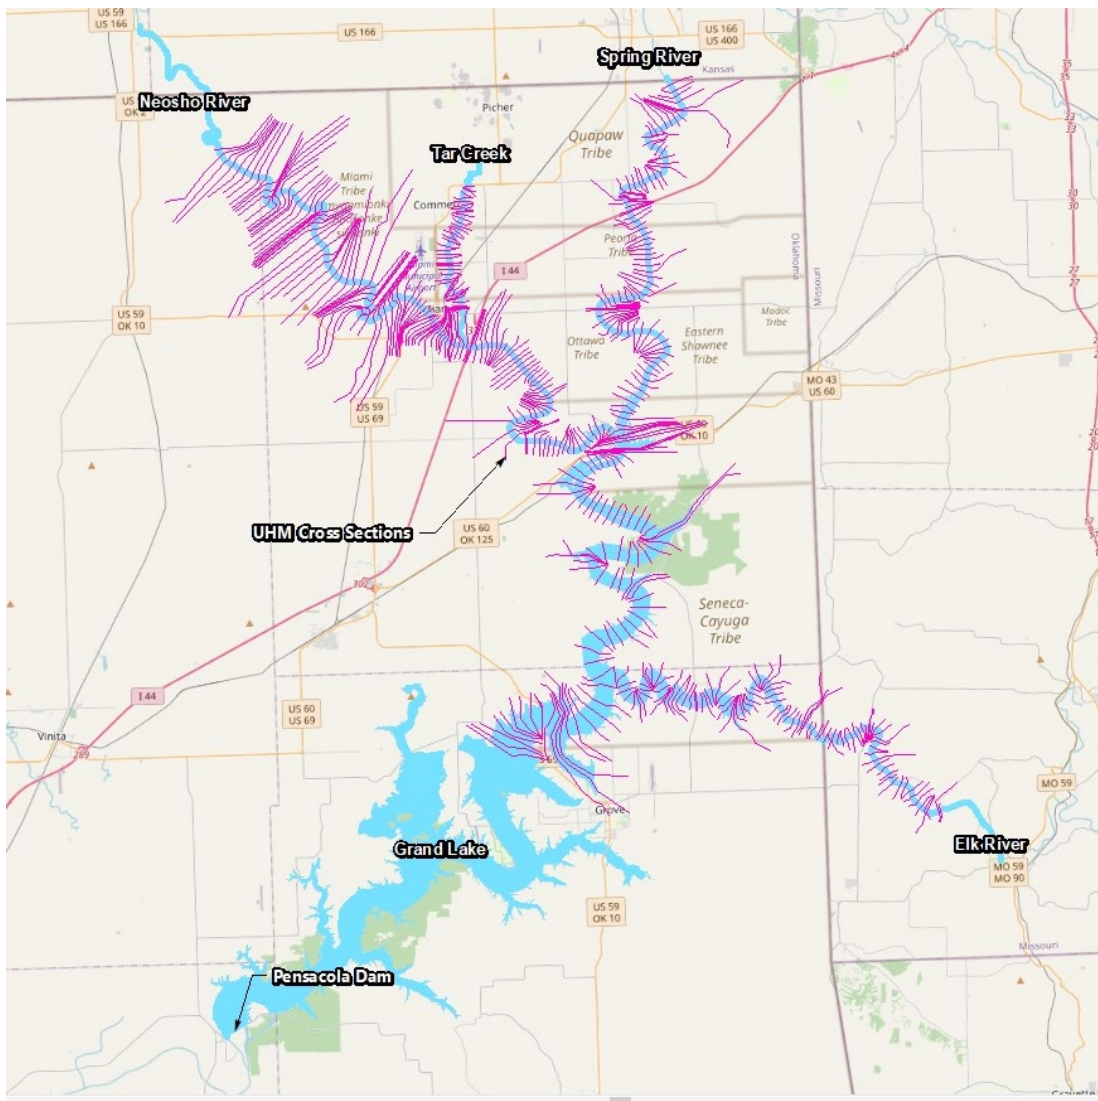 US 59
US 166
US 166
US 166
US 400
Spring River
Kansas
Neosho River
Picher
OK 2
Quapaw
Tribe
Tar Creek
Miami
Tribe
Commerce
Peoria
Tribe
Oklahoma
Missouri
I 44
US 59
OK 10
Modoc
Tribe
Ottawa
Tribe
Eastern
Shawnee
Tribe
MO 43
US 60
US 59
US 69
OK 10
UHM Cross Sections
US 60
OK 125
302
Seneca-
Cayuga
Tribe
I 44
US 60
US 69
Vinita
289
MO 59
Grove
Grand Lake
Elk River
MO 59
MO 90
US 59
OK 10
Missouri
Pensacola Dam